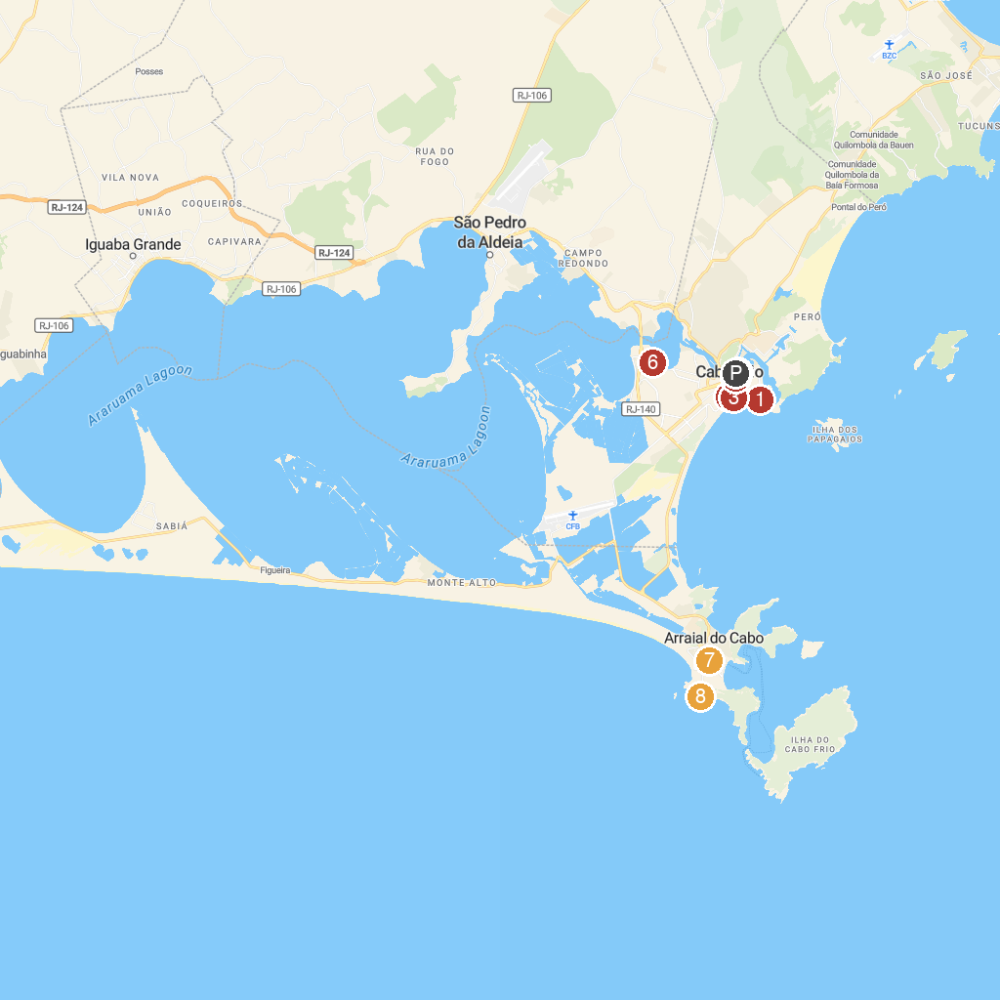 Posses
BZC
SÃO JOSÉ
RJ-106
TUCUNS
Comunidade
Quilombola da Bauen
RUA DO
FOGO
Comunidade
Quilombola da
Baía Formosa
VILA NOVA
RJ-124
UNIÃO
COQUEIROS
Pontal do Peró
São Pedro
da Aldeia
Iguaba Grande
CAPIVARA
RJ-124
CAMPO
REDONDO
RJ-106
PERÓ
RJ-106
guabinha
6
P
3
1
Araruama Lagoon
RJ-140
ILHA DOS
PAPAGAIOS
Araruama Lagoon
CFB
SABIÁ
Figueira
MONTE ALTO
Arraial do Cabo
7
8
ILHA DO
CABO FRIO